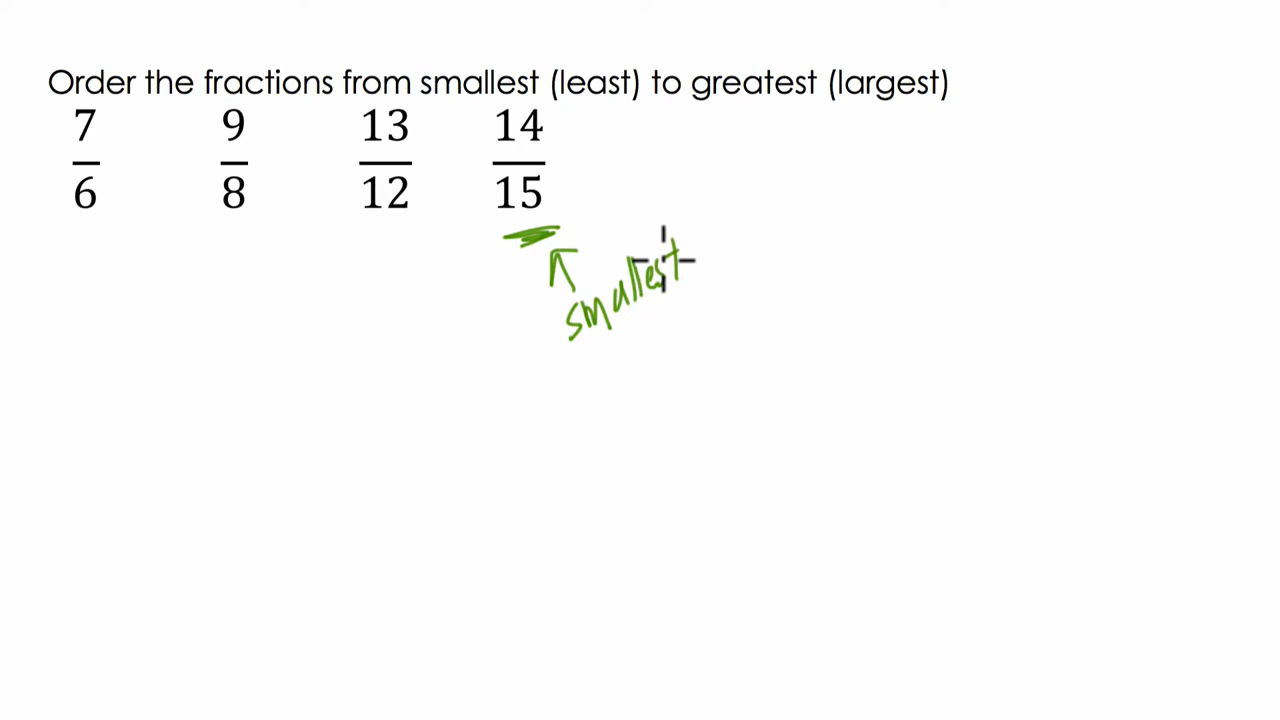 Order the fractions from smallest (least) to greatest (largest)
7/6 9/8 13/12 14/15
smallest